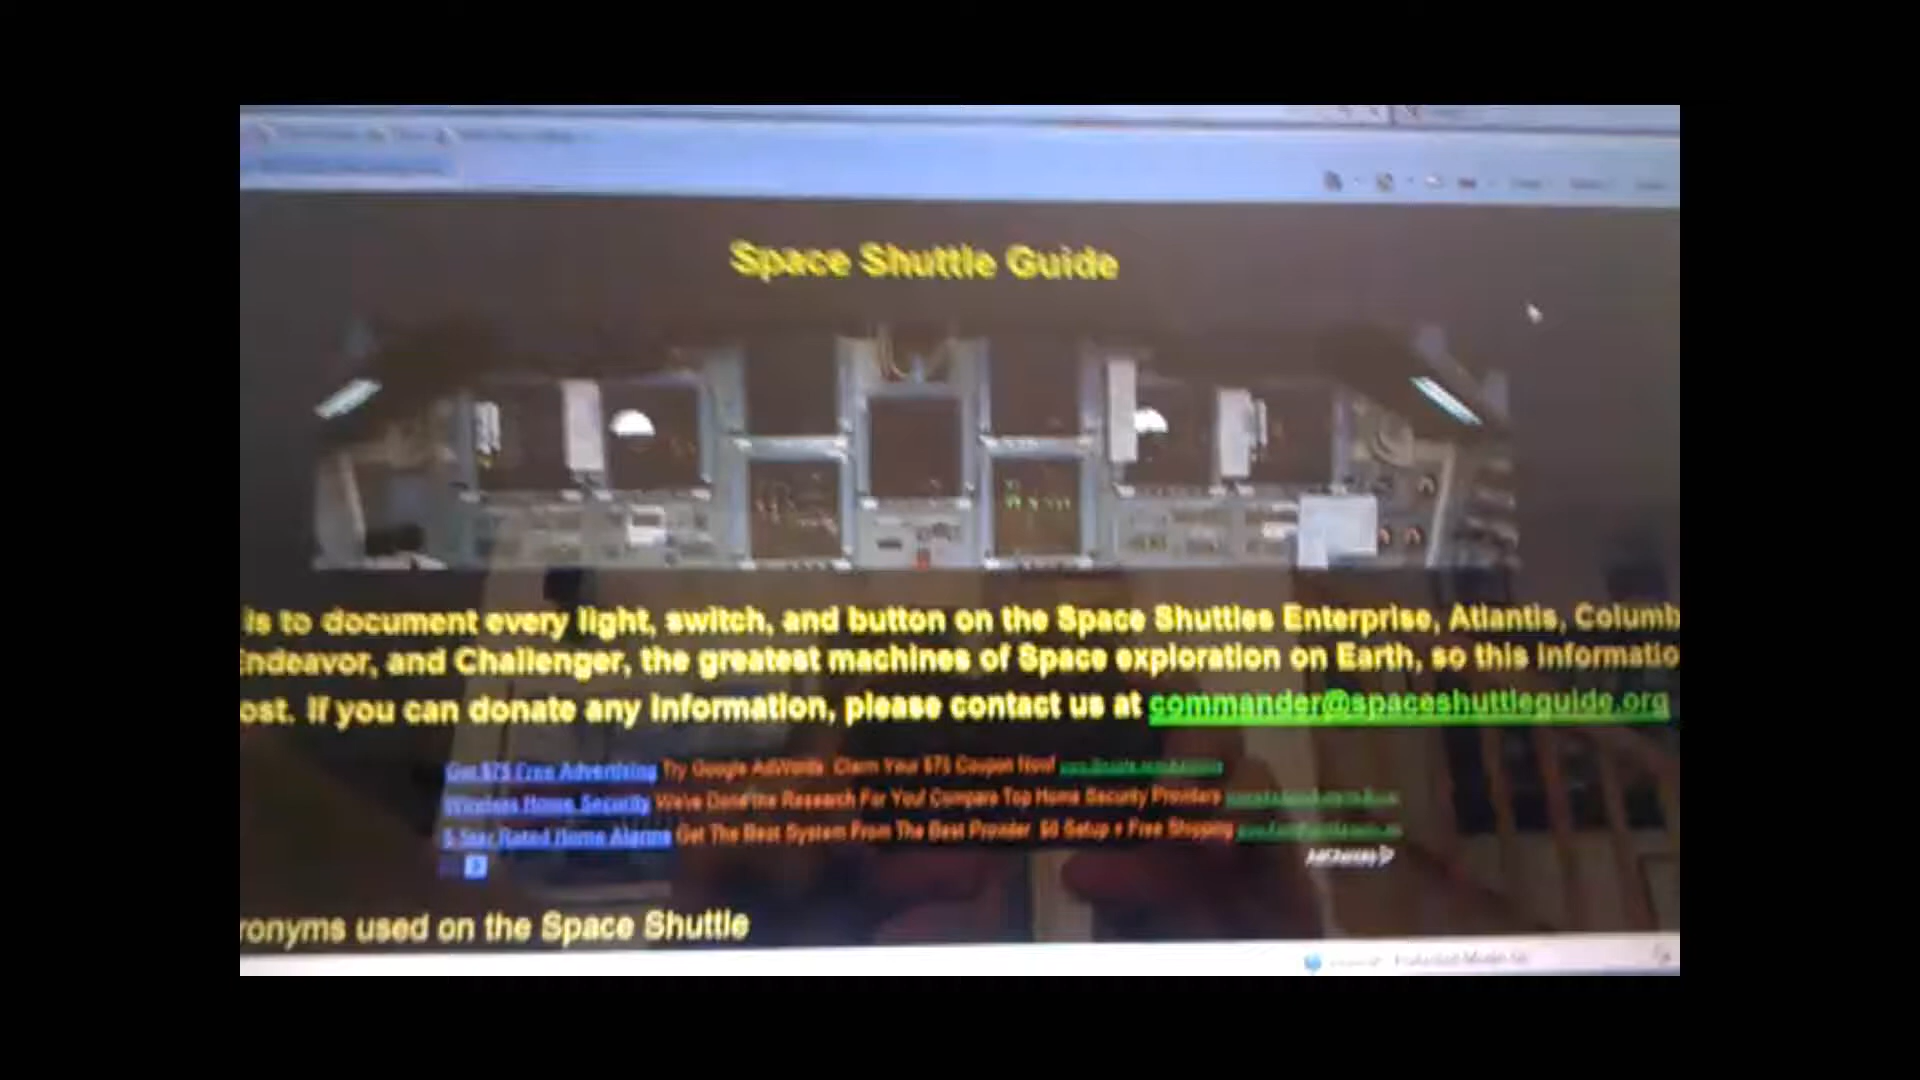 Space Shuttle Guide
is to document every light, switch, and button on the Space Shuttles Enterprise, Atlantis, Columb
Endeavor, and Challenger, the greatest machines of Space exploration on Earth, so this informatio
ost. If you can donate any information, please contact us at commander@spaceshuttleguide.org
Get $75 Free Advertising Try Google AdWords. Claim Your $75 Coupon Now!
Wireless Home Security We've Done the Research For You! Compare Top Home Security Providers
5 Star Rated Home Alarms Get The Best System From The Best Provider $0 Setup + Free Shipping
AdChoices
ronyms used on the Space Shuttle